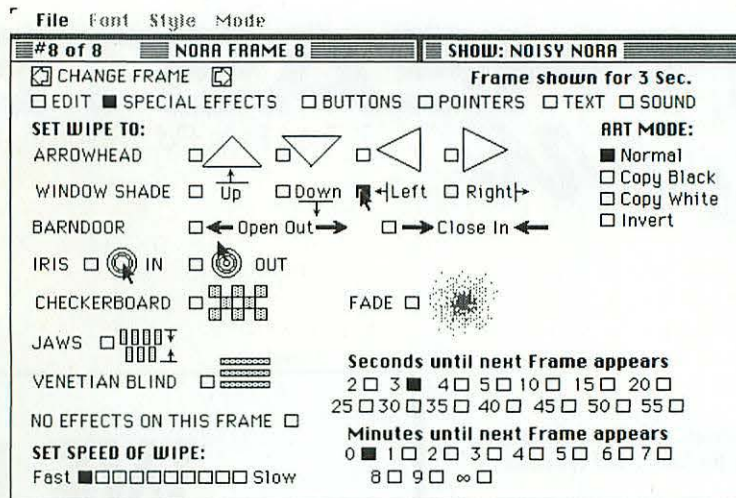 File Font Style Mode
#8 of 8 NORA FRAME 8 SHOW: NOISY NORA
CHANGE FRAME Frame shown for 3 Sec.
EDIT SPECIAL EFFECTS BUTTONS POINTERS TEXT SOUND
SET WIPE TO: ART MODE:
ARROWHEAD Normal
WINDOW SHADE Up Down Left Right Copy Black
Copy White
BARNDOOR Open Out Close In Invert
IRIS IN OUT
CHECKERBOARD FADE
JAWS
Seconds until next Frame appears
VENETIAN BLIND 2 3 4 5 10 15 20
25 30 35 40 45 50 55
NO EFFECTS ON THIS FRAME
Minutes until next Frame appears
SET SPEED OF WIPE: 0 1 2 3 4 5 6 7
Fast Slow 8 9 ∞